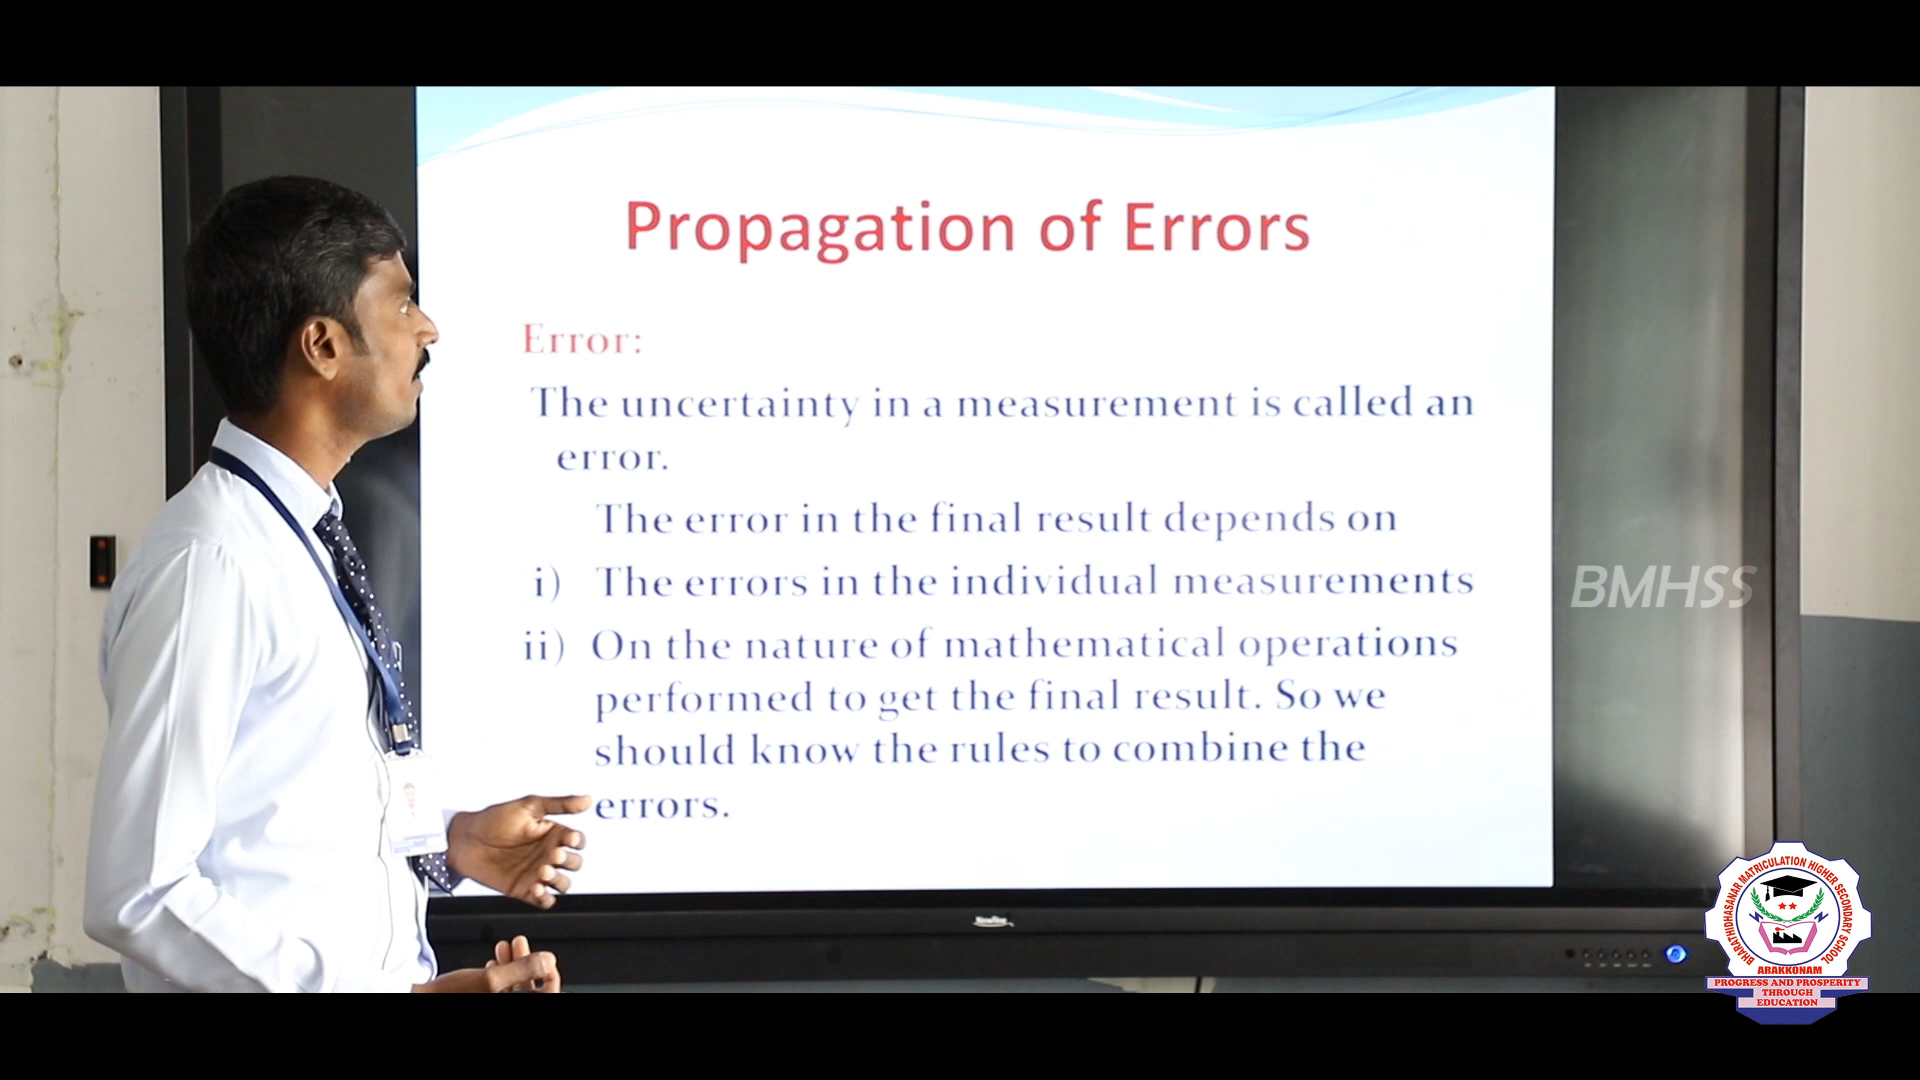 Propagation of Errors
Error:
The uncertainty in a measurement is called an
error.
The error in the final result depends on
i) The errors in the individual measurements
ii) On the nature of mathematical operations
performed to get the final result. So we
should know the rules to combine the
errors.
BMHSS
BHARATHIDHASANAR MATRICULATION HIGHER SECONDARY SCHOOL
ARAKKONAM
PROGRESS AND PROSPERITY
THROUGH
EDUCATION